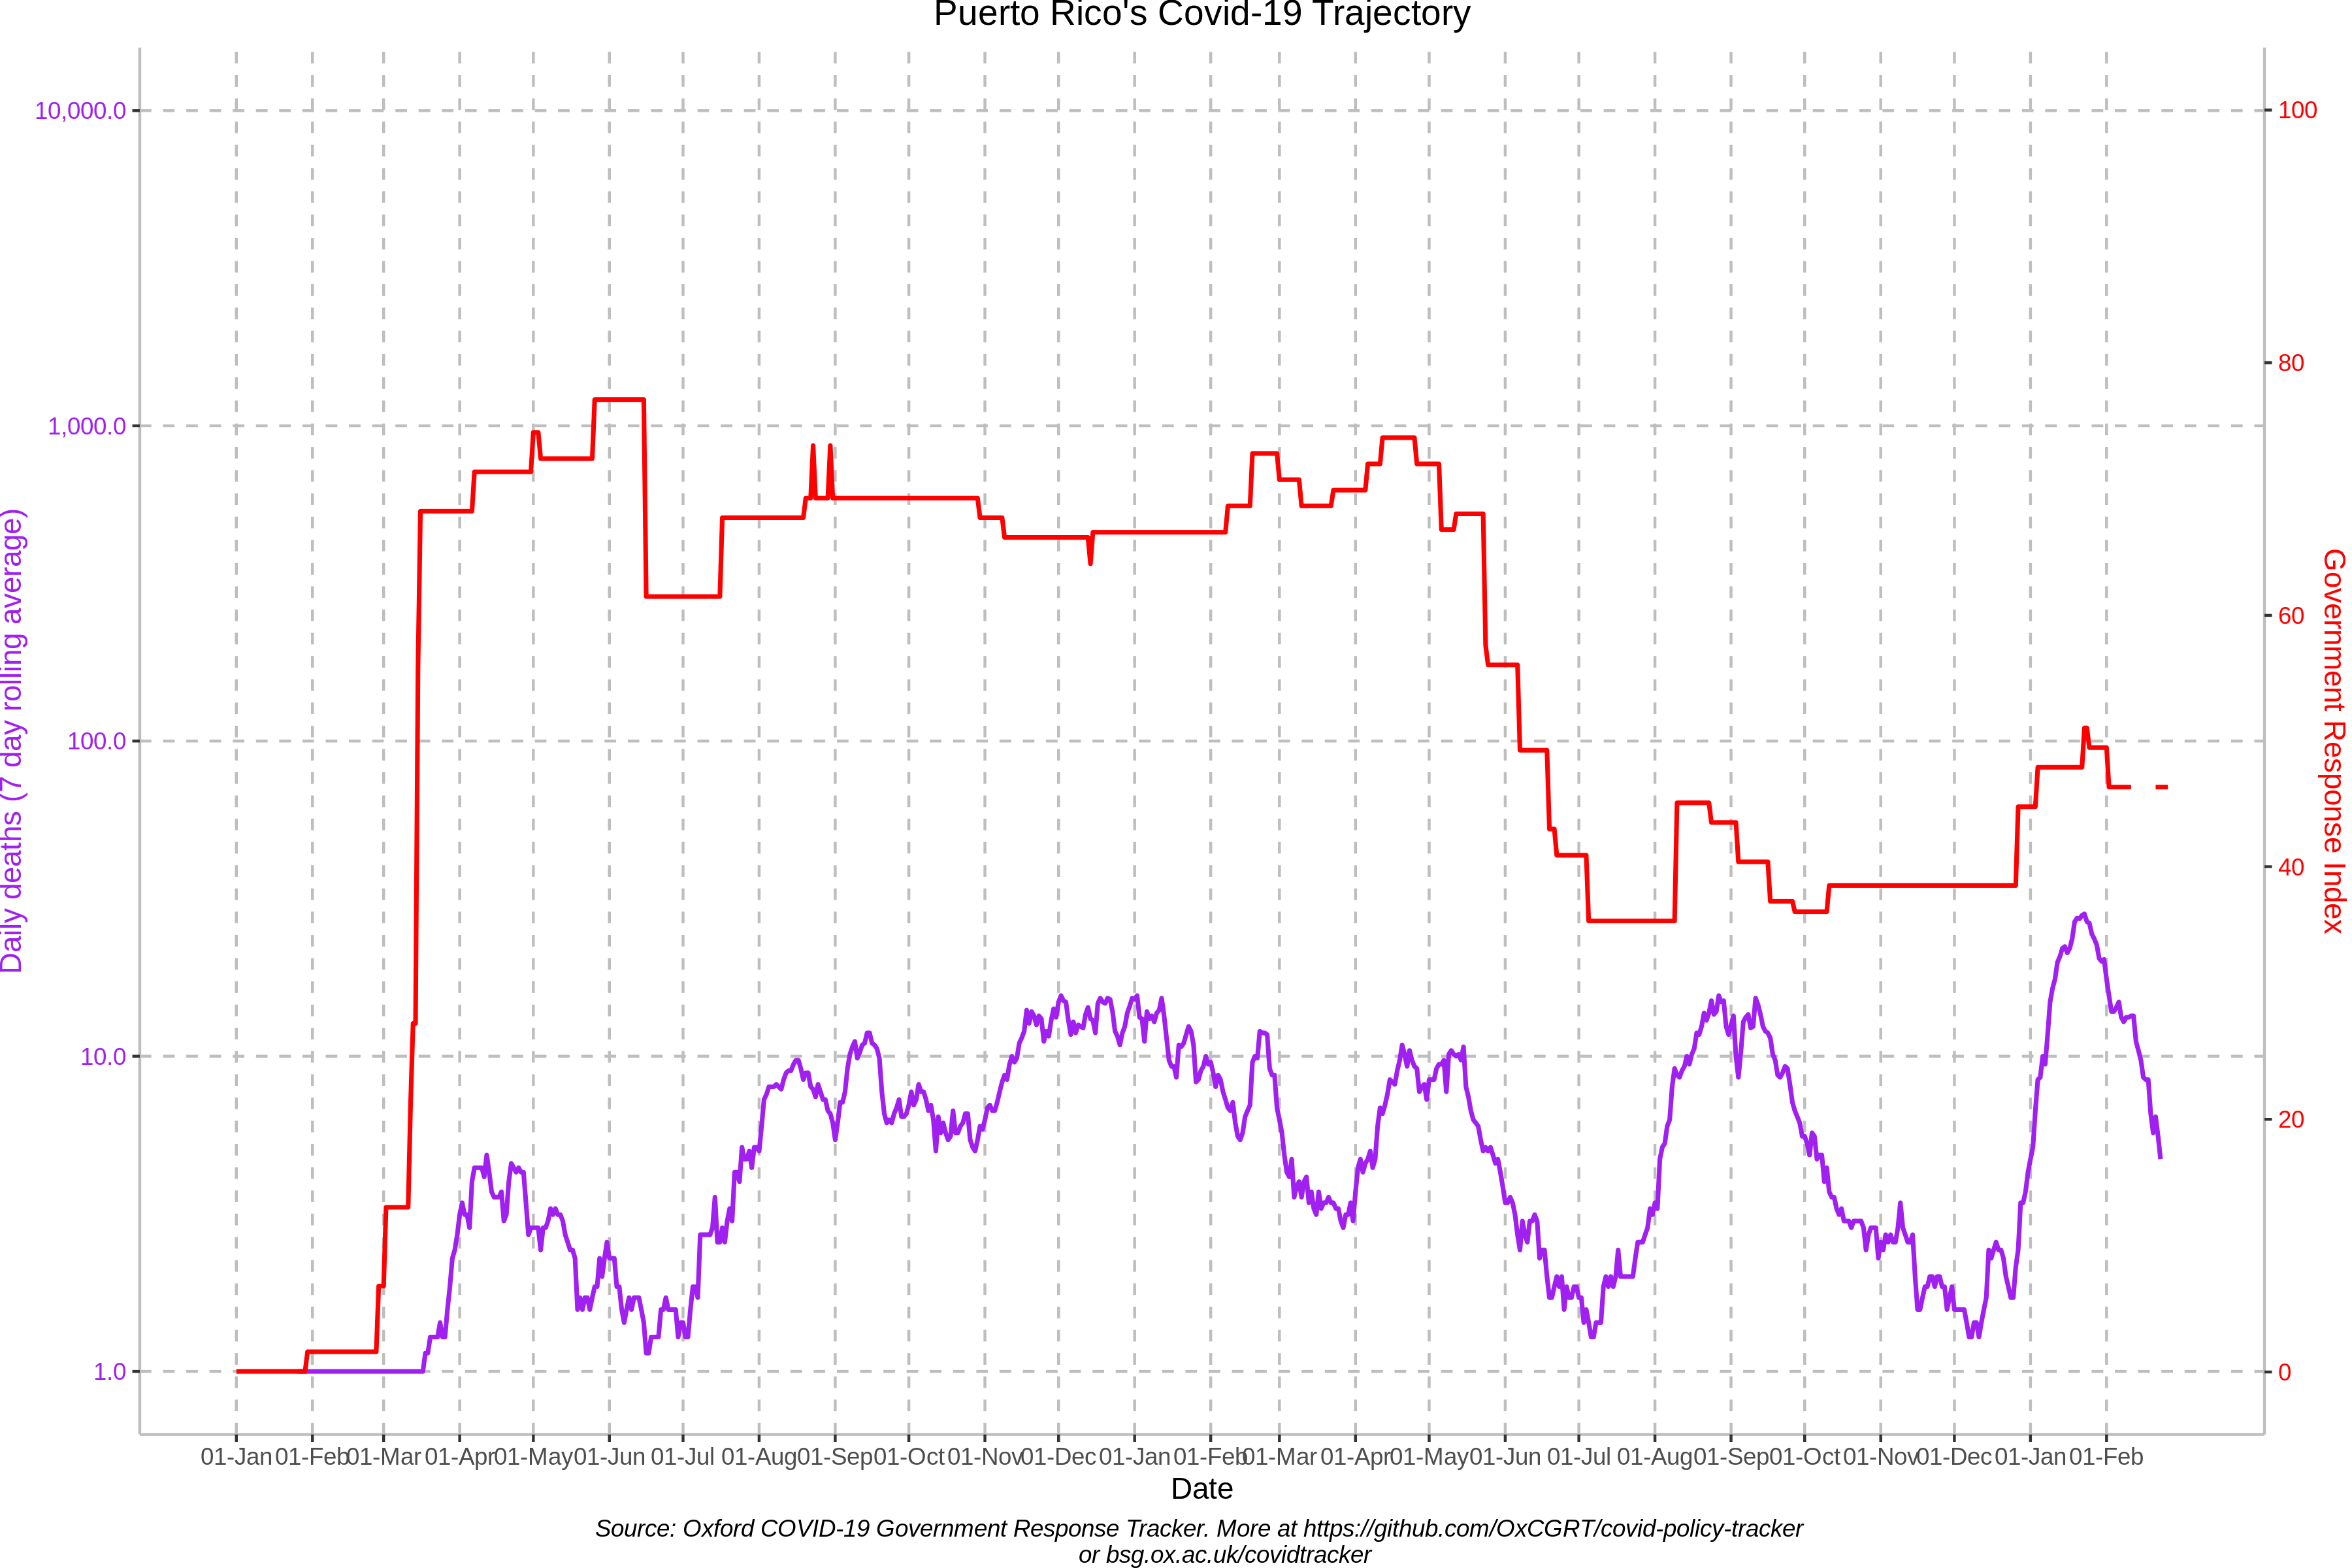 Puerto Rico's Covid-19 Trajectory
10,000.0
1,000.0
100.0
10.0
1.0
Daily deaths (7 day rolling average)
100
80
60
40
20
0
Government Response Index
01-Jan 01-Feb 01-Mar 01-Apr 01-May 01-Jun 01-Jul 01-Aug 01-Sep 01-Oct 01-Nov 01-Dec 01-Jan 01-Feb 01-Mar 01-Apr 01-May 01-Jun 01-Jul 01-Aug 01-Sep 01-Oct 01-Nov 01-Dec 01-Jan 01-Feb
Date
Source: Oxford COVID-19 Government Response Tracker. More at https://github.com/OxCGRT/covid-policy-tracker
or bsg.ox.ac.uk/covidtracker